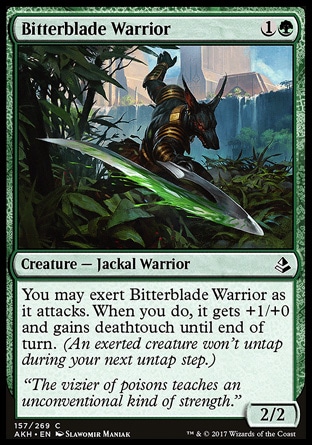 Bitterblade Warrior 1
Creature — Jackal Warrior
You may exert Bitterblade Warrior as
it attacks. When you do, it gets +1/+0
and gains deathtouch until end of
turn. (An exerted creature won't untap
during your next untap step.)
"The vizier of poisons teaches an
unconventional kind of strength."
2/2
157/269 C
AKH • EN Slawomir Maniak ™ & © 2017 Wizards of the Coast